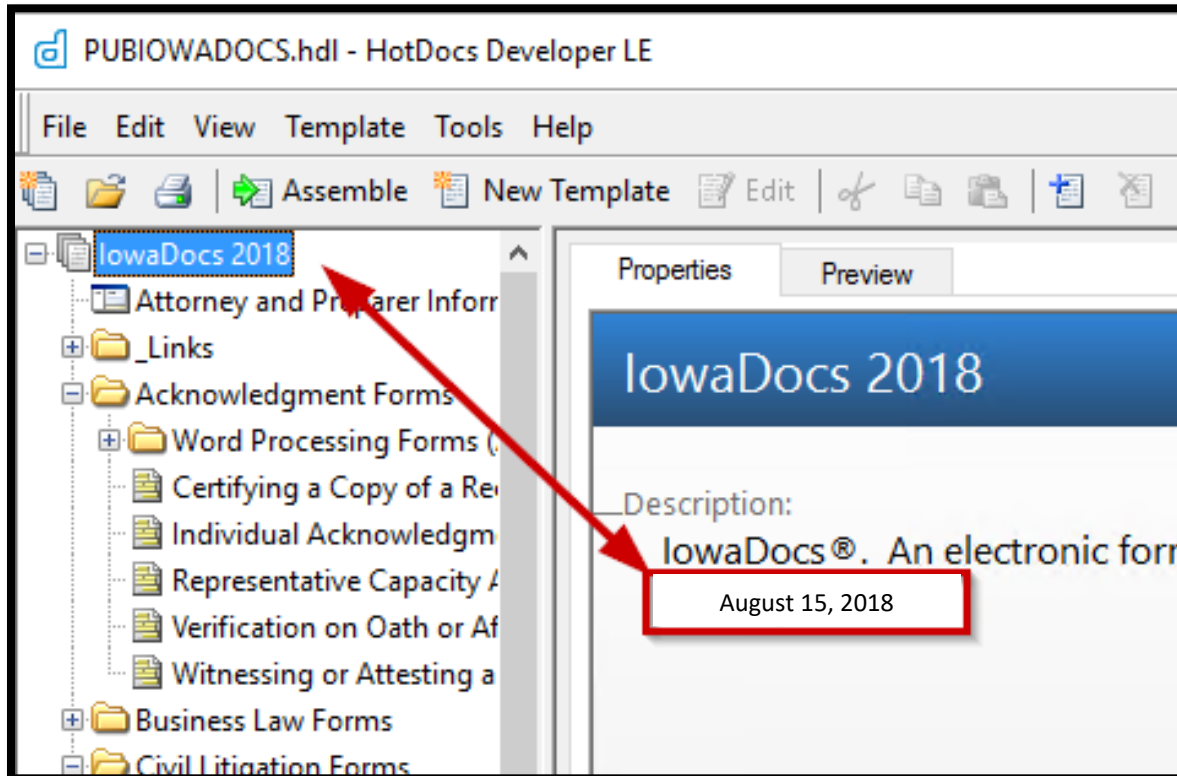 PUBIOWADOCS.hdl - HotDocs Developer LE
File Edit View Template Tools Help
Assemble New Template Edit
IowaDocs 2018
Attorney and Preparer Inform
_Links
Acknowledgment Forms
Word Processing Forms (
Certifying a Copy of a Re
Individual Acknowledgm
Representative Capacity A
Verification on Oath or Af
Witnessing or Attesting a
Business Law Forms
Civil Litigation Forms
Properties Preview
IowaDocs 2018
Description:
IowaDocs®. An electronic form
August 15, 2018